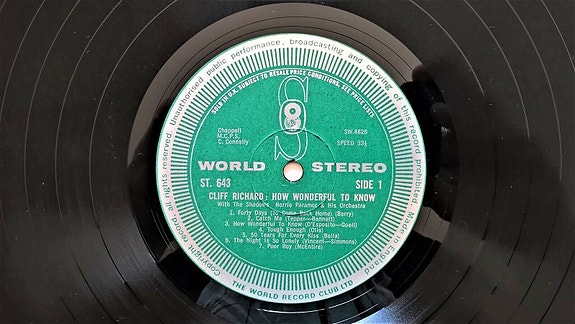 Copyright record, all rights reserved. Unauthorised public performance, broadcasting and copying of this record prohibited. Made in England
SOLD IN U.K. SUBJECT TO RESALE PRICE CONDITIONS, SEE PRICE LISTS
Chappell
M.C.P.S.
C. Connelly
SW.8826
SPEED 33⅓
WORLD STEREO
ST. 643
SIDE 1
CLIFF RICHARD: HOW WONDERFUL TO KNOW
With The Shadows, Norrie Paramor & His Orchestra
1. Forty Days (To Come Back Home) (Berry)
2. Catch Me (Tepper—Bennett)
3. How Wonderful To Know (D'Esposito—Goell)
4. Tough Enough (Otis)
5. 50 Tears For Every Kiss (Bella)
6. The Night Is So Lonely (Vincent—Simmons)
7. Poor Boy (McEntire)
THE WORLD RECORD CLUB LTD